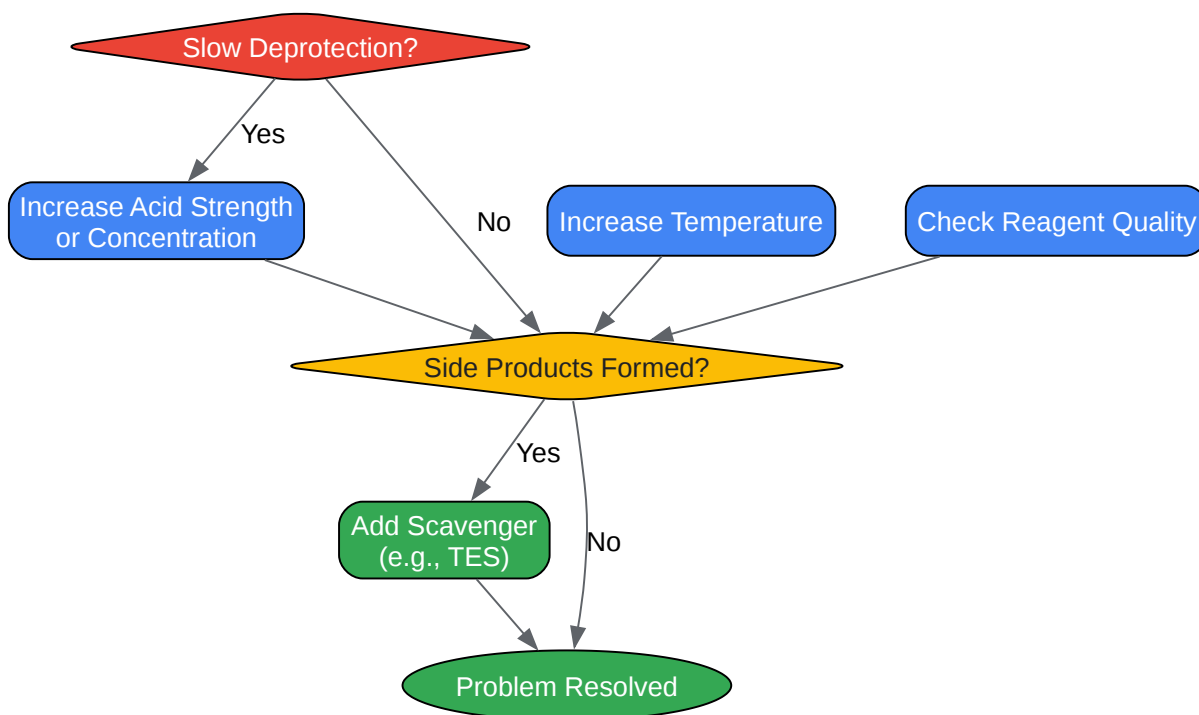 Slow Deprotection?
Yes
Increase Acid Strength
or Concentration
No
Increase Temperature
Check Reagent Quality
Side Products Formed?
Yes
Add Scavenger
(e.g., TES)
No
Problem Resolved